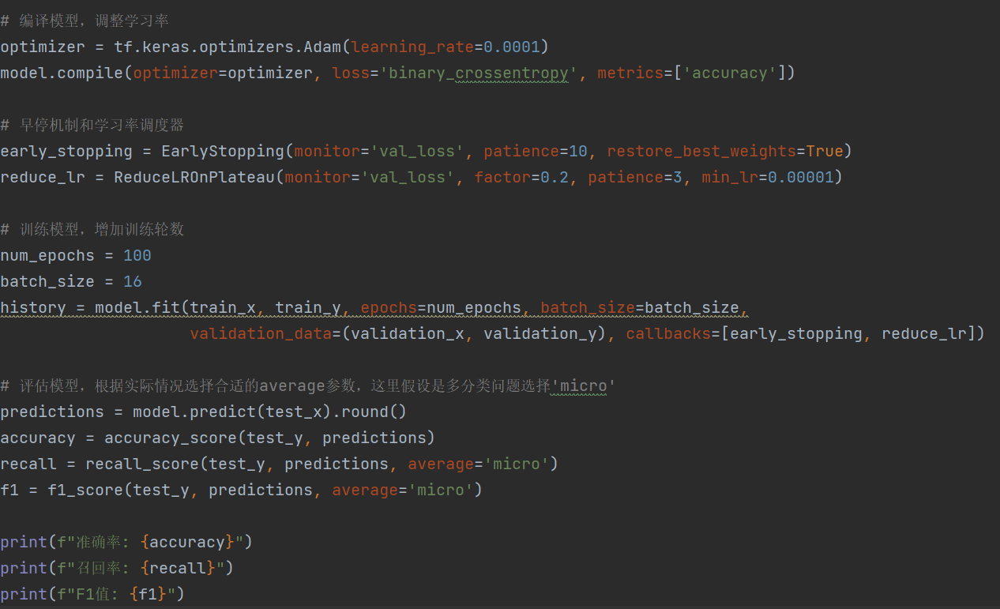 # 编译模型，调整学习率
optimizer = tf.keras.optimizers.Adam(learning_rate=0.0001)
model.compile(optimizer=optimizer, loss='binary_crossentropy', metrics=['accuracy'])
# 早停机制和学习率调度器
early_stopping = EarlyStopping(monitor='val_loss', patience=10, restore_best_weights=True)
reduce_lr = ReduceLROnPlateau(monitor='val_loss', factor=0.2, patience=3, min_lr=0.00001)
# 训练模型，增加训练轮数
num_epochs = 100
batch_size = 16
history = model.fit(train_x, train_y, epochs=num_epochs, batch_size=batch_size,
validation_data=(validation_x, validation_y), callbacks=[early_stopping, reduce_lr])
# 评估模型，根据实际情况选择合适的average参数，这里假设是多分类问题选择'micro'
predictions = model.predict(test_x).round()
accuracy = accuracy_score(test_y, predictions)
recall = recall_score(test_y, predictions, average='micro')
f1 = f1_score(test_y, predictions, average='micro')
print(f"准确率: {accuracy}")
print(f"召回率: {recall}")
print(f"F1值: {f1}")